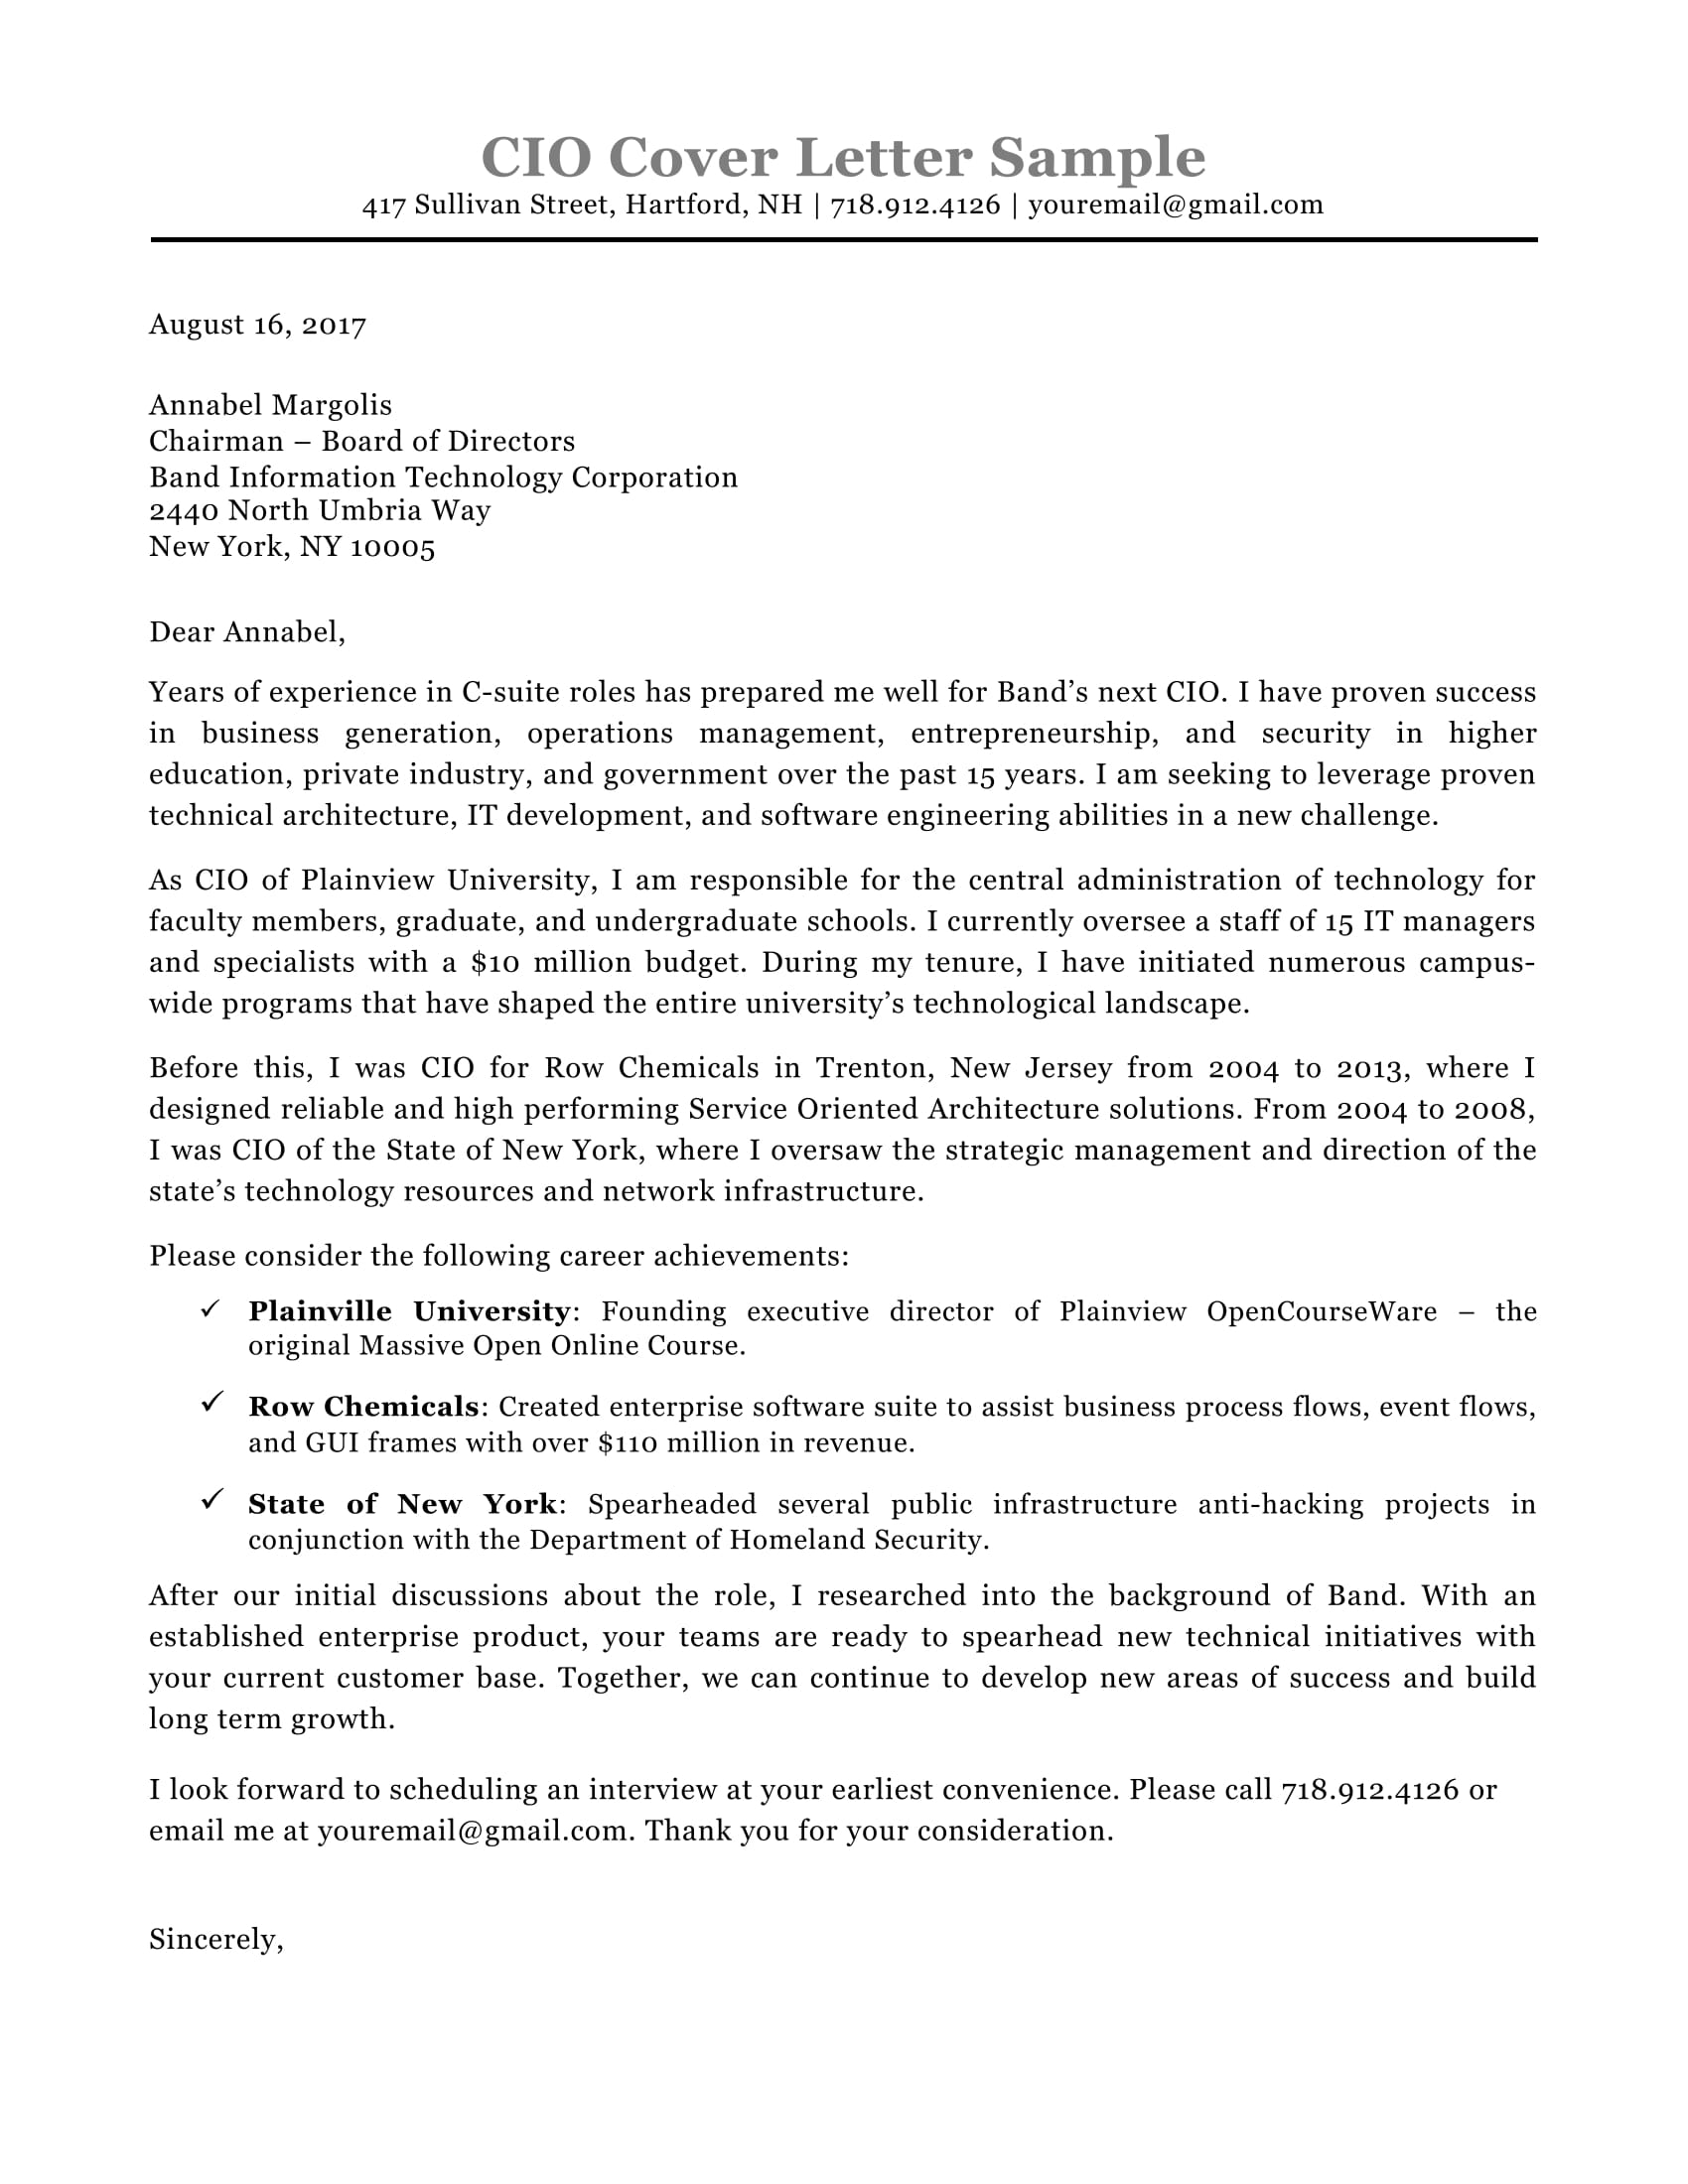 CIO Cover Letter Sample
417 Sullivan Street, Hartford, NH | 718.912.4126 | youremail@gmail.com
August 16, 2017
Annabel Margolis
Chairman – Board of Directors
Band Information Technology Corporation
2440 North Umbria Way
New York, NY 10005
Dear Annabel,
Years of experience in C-suite roles has prepared me well for Band’s next CIO. I have proven success
in business generation, operations management, entrepreneurship, and security in higher
education, private industry, and government over the past 15 years. I am seeking to leverage proven
technical architecture, IT development, and software engineering abilities in a new challenge.
As CIO of Plainview University, I am responsible for the central administration of technology for
faculty members, graduate, and undergraduate schools. I currently oversee a staff of 15 IT managers
and specialists with a $10 million budget. During my tenure, I have initiated numerous campus-
wide programs that have shaped the entire university’s technological landscape.
Before this, I was CIO for Row Chemicals in Trenton, New Jersey from 2004 to 2013, where I
designed reliable and high performing Service Oriented Architecture solutions. From 2004 to 2008,
I was CIO of the State of New York, where I oversaw the strategic management and direction of the
state’s technology resources and network infrastructure.
Please consider the following career achievements:
✓ Plainville University: Founding executive director of Plainview OpenCourseWare – the
original Massive Open Online Course.
✓ Row Chemicals: Created enterprise software suite to assist business process flows, event flows,
and GUI frames with over $110 million in revenue.
✓ State of New York: Spearheaded several public infrastructure anti-hacking projects in
conjunction with the Department of Homeland Security.
After our initial discussions about the role, I researched into the background of Band. With an
established enterprise product, your teams are ready to spearhead new technical initiatives with
your current customer base. Together, we can continue to develop new areas of success and build
long term growth.
I look forward to scheduling an interview at your earliest convenience. Please call 718.912.4126 or
email me at youremail@gmail.com. Thank you for your consideration.
Sincerely,